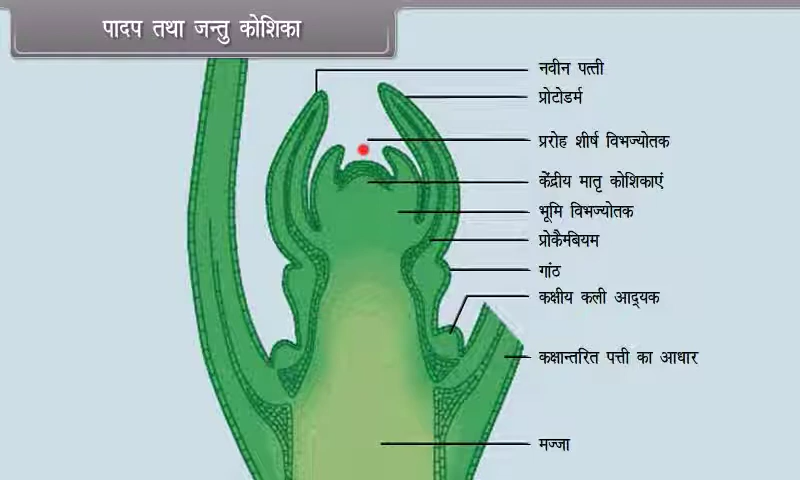 पादप तथा जन्तु कोशिका
नवीन पत्ती
प्रोटोडर्म
प्ररोह शीर्ष विभज्योतक
केंद्रीय मातृ कोशिकाएं
भूमि विभज्योतक
प्रोकैमबियम
गांठ
कक्षीय कली आद्यक
कक्षान्तरित पत्ती का आधार
मज्जा